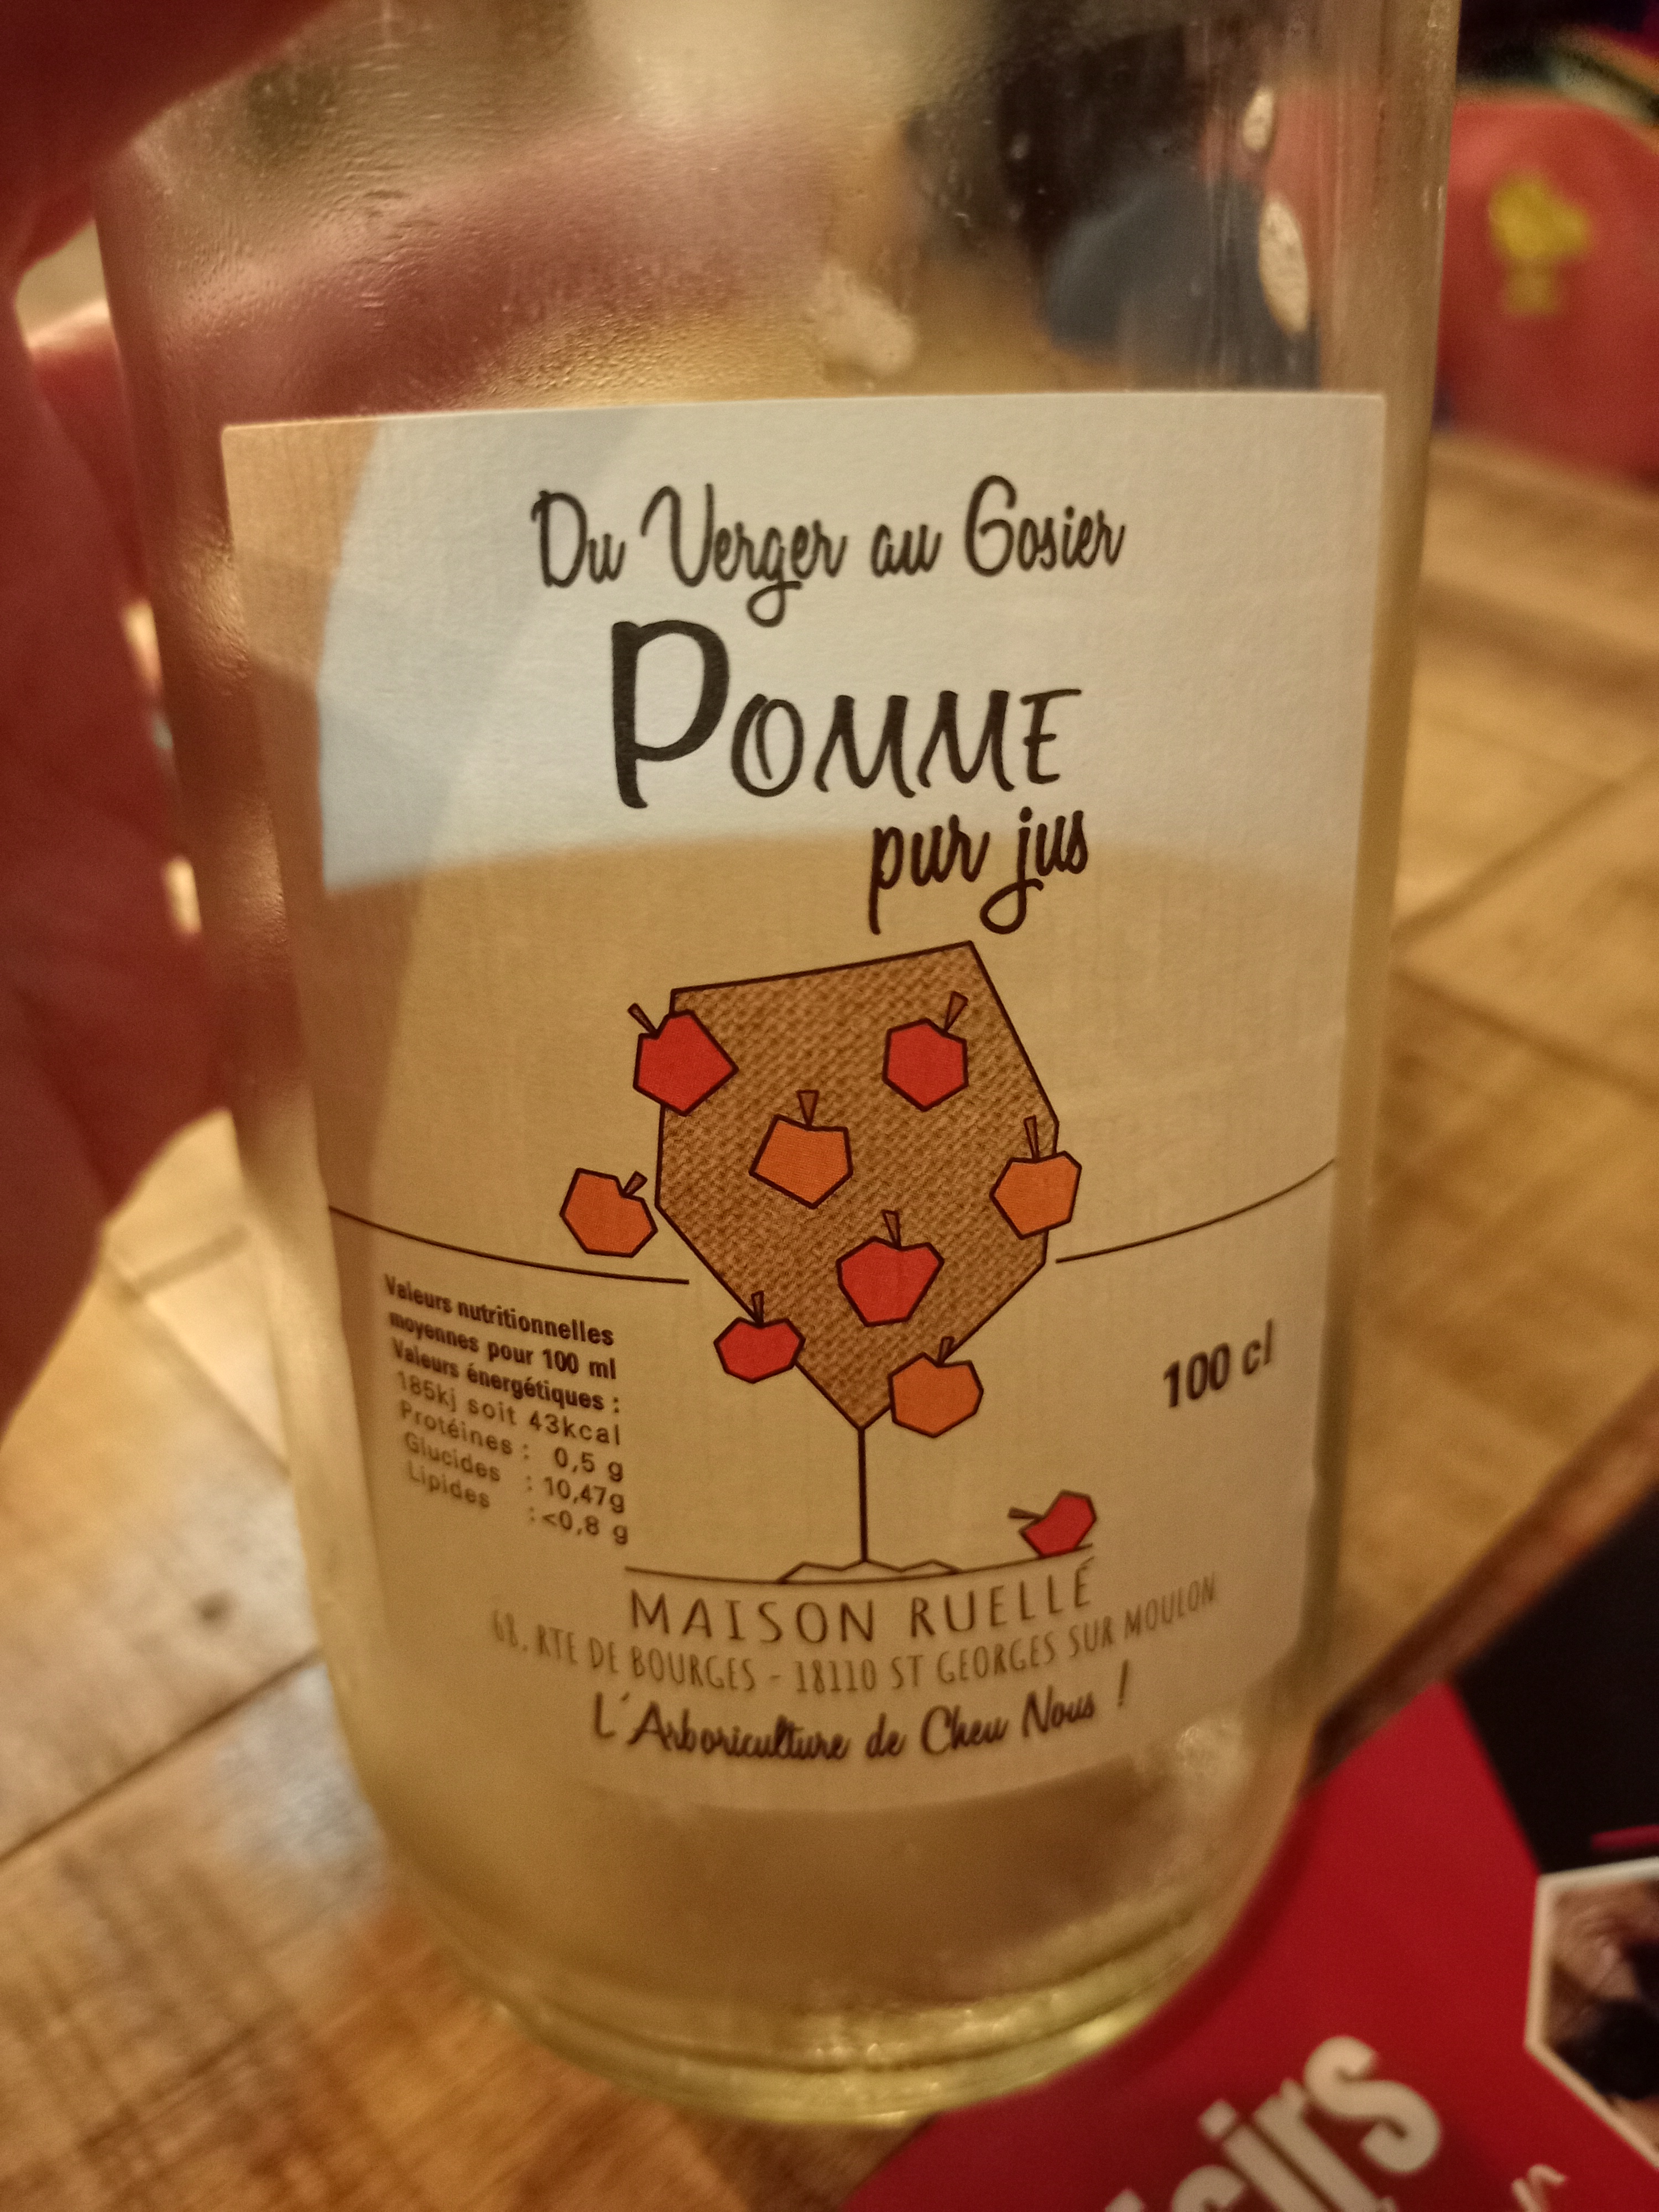 Du Verger au Gosier
POMME
pur jus
Valeurs nutritionnelles
moyennes pour 100 ml
Valeurs énergétiques :
185kj soit 43kcal
Protéines : 0,5 g
Glucides : 10,47g
Lipides :<0,8 g
100 cl
MAISON RUELLÉ
68, RTE DE BOURGES - 18110 ST GEORGES SUR MOULON
L'Arboriculture de Cheu Nous !